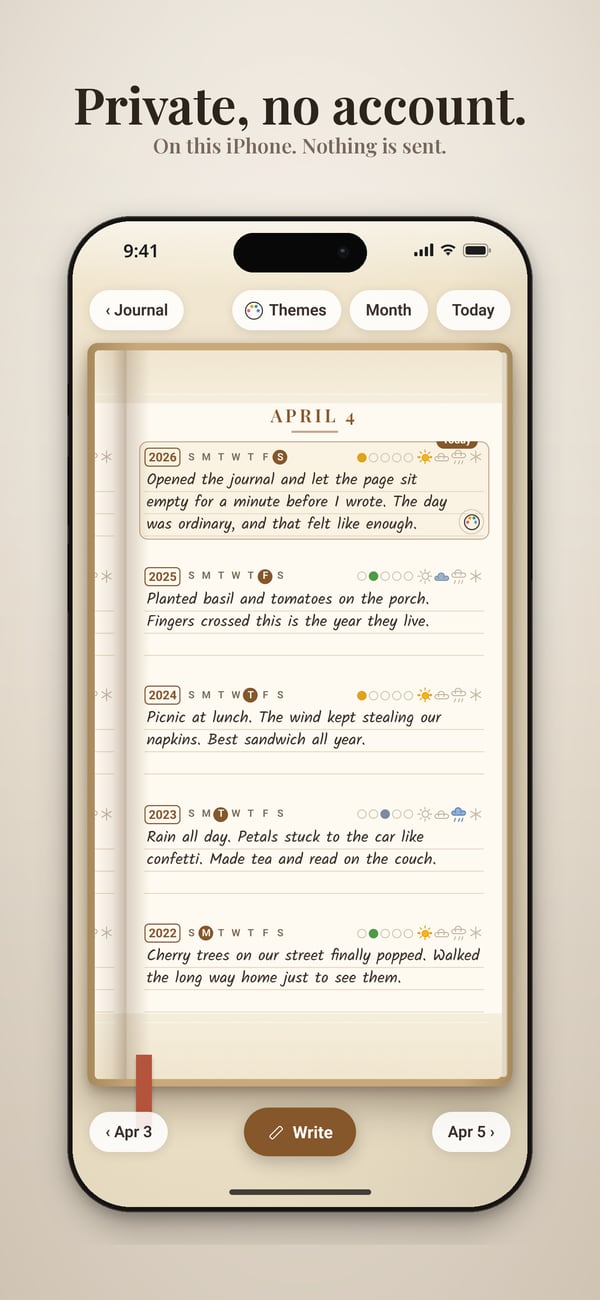 Private, no account.
On this iPhone. Nothing is sent.
9:41
‹ Journal
Themes
Month
Today
APRIL 4
Today
2026 S M T W T F S
Opened the journal and let the page sit
empty for a minute before I wrote. The day
was ordinary, and that felt like enough.
2025 S M T W T F S
Planted basil and tomatoes on the porch.
Fingers crossed this is the year they live.
2024 S M T W T F S
Picnic at lunch. The wind kept stealing our
napkins. Best sandwich all year.
2023 S M T W T F S
Rain all day. Petals stuck to the car like
confetti. Made tea and read on the couch.
2022 S M T W T F S
Cherry trees on our street finally popped. Walked
the long way home just to see them.
‹ Apr 3
Write
Apr 5 ›